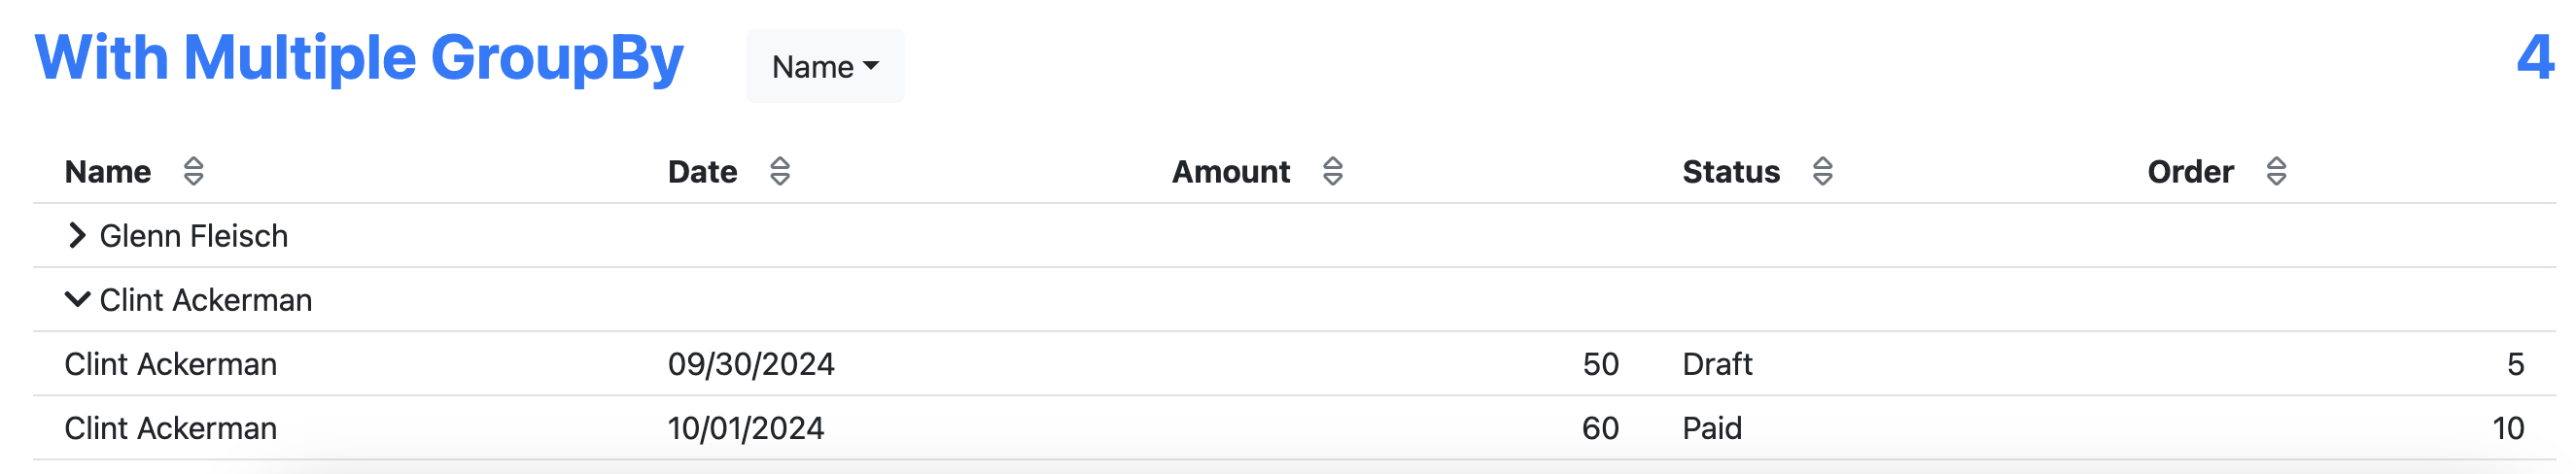 With Multiple GroupBy Name 4
Name Date Amount Status Order
Glenn Fleisch
Clint Ackerman
Clint Ackerman 09/30/2024 50 Draft 5
Clint Ackerman 10/01/2024 60 Paid 10